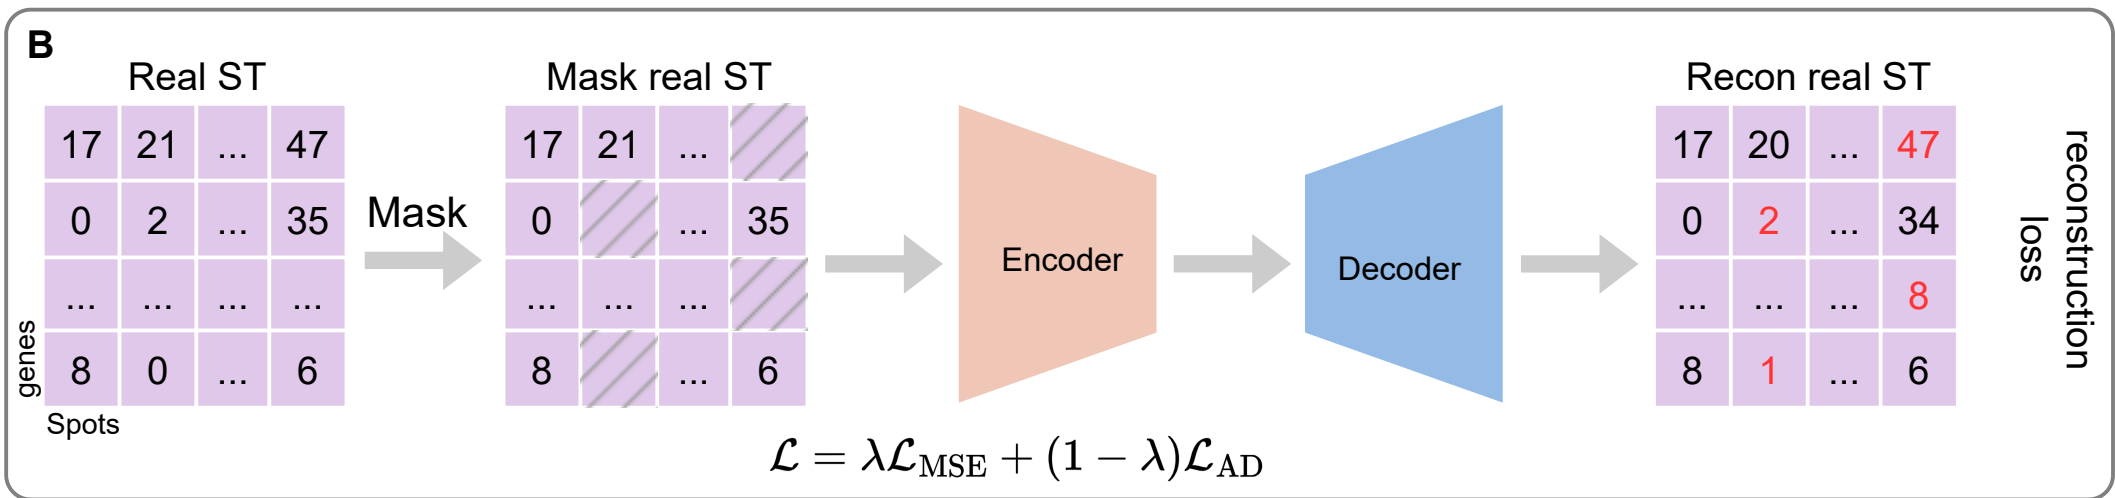 B
Real ST
17 21 ... 47
0 2 ... 35
... ... ... ...
8 0 ... 6
genes
Spots
Mask
Mask real ST
17 21 ...
0 ... 35
... ... ...
8 ... 6
Encoder
Decoder
Recon real ST
17 20 ... 47
0 2 ... 34
... ... ... 8
8 1 ... 6
reconstruction
loss
ℒ = λℒ_MSE + (1 − λ)ℒ_AD